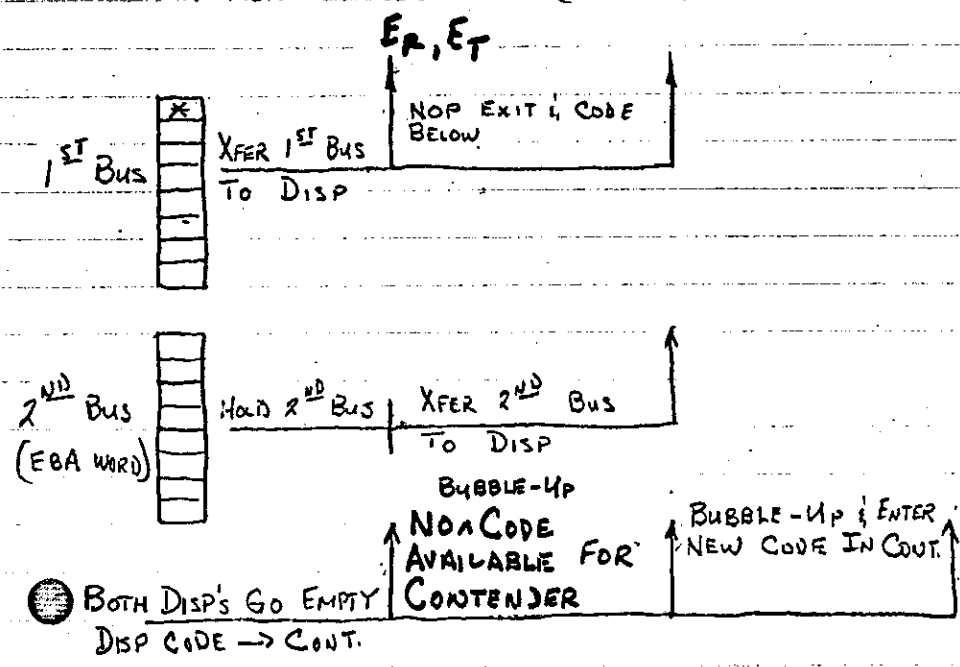 E_R, E_T
*
NOP EXIT & CODE
BELOW
1ST BUS
XFER 1ST BUS
TO DISP
2ND BUS
(EBA WORD)
HOLD 2ND BUS
XFER 2ND BUS
TO DISP
BUBBLE-UP
NO CODE
AVAILABLE FOR
CONTENDER
BUBBLE-UP & ENTER
NEW CODE IN CONT.
BOTH DISP'S GO EMPTY
DISP CODE -> CONT.